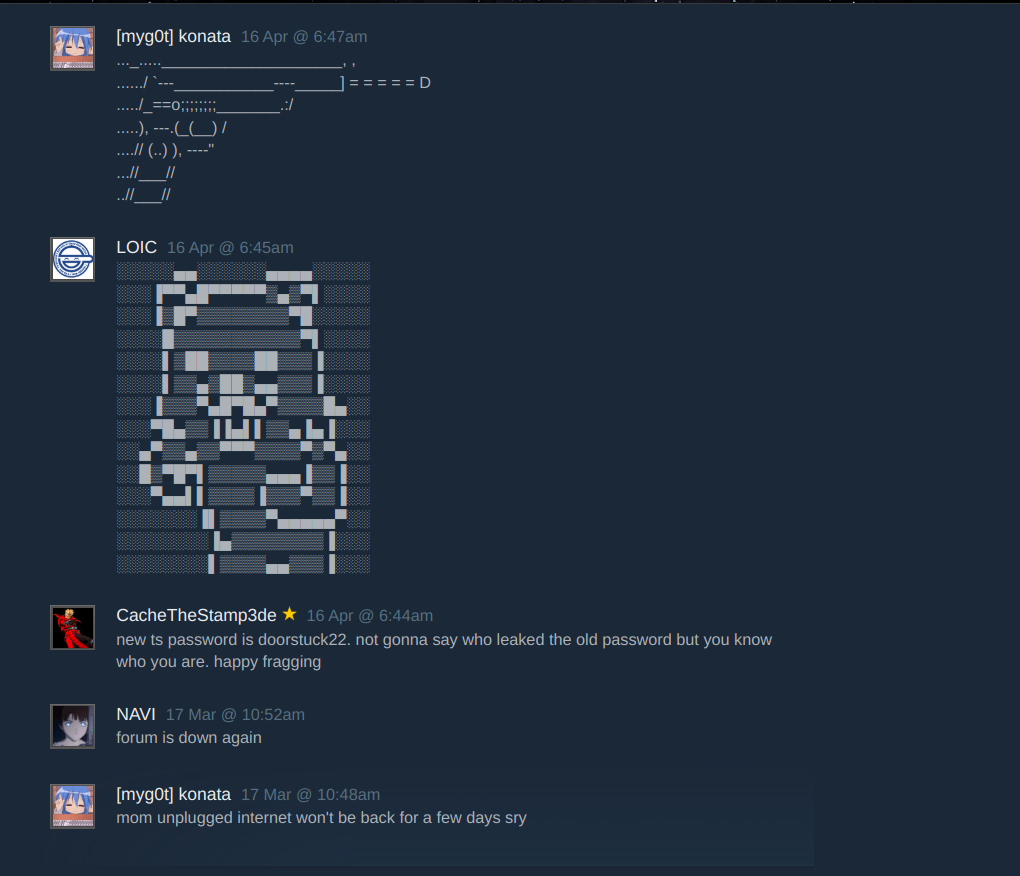 [myg0t] konata 16 Apr @ 6:47am
..._....._____________________, ,
....../ `---___________----_____] = = = = = D
...../_==o;;;;;;;;_______.:/
.....), ---.(_(__) /
....// (..) ), ----"
...//___//
..//___//
LOIC 16 Apr @ 6:45am
CacheTheStamp3de 16 Apr @ 6:44am
new ts password is doorstuck22. not gonna say who leaked the old password but you know
who you are. happy fragging
NAVI 17 Mar @ 10:52am
forum is down again
[myg0t] konata 17 Mar @ 10:48am
mom unplugged internet won't be back for a few days sry